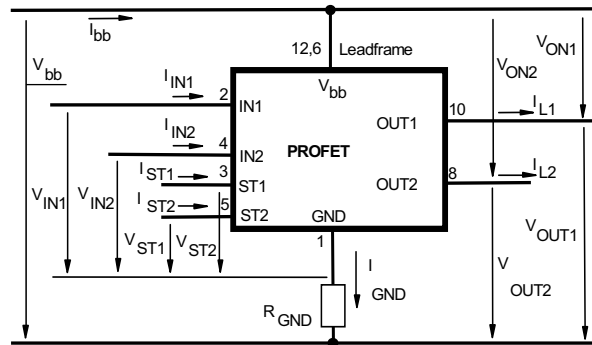 I bb
12,6 Leadframe
V bb
V bb
V ON1
V ON2
I IN1
2 IN1
10 I L1
OUT1
I IN2
4 IN2
PROFET
I ST1
3 ST1
OUT2
8 I L2
I ST2
5 ST2
V IN1
V IN2
V ST1
V ST2
GND
1
I GND
R GND
V OUT1
V OUT2